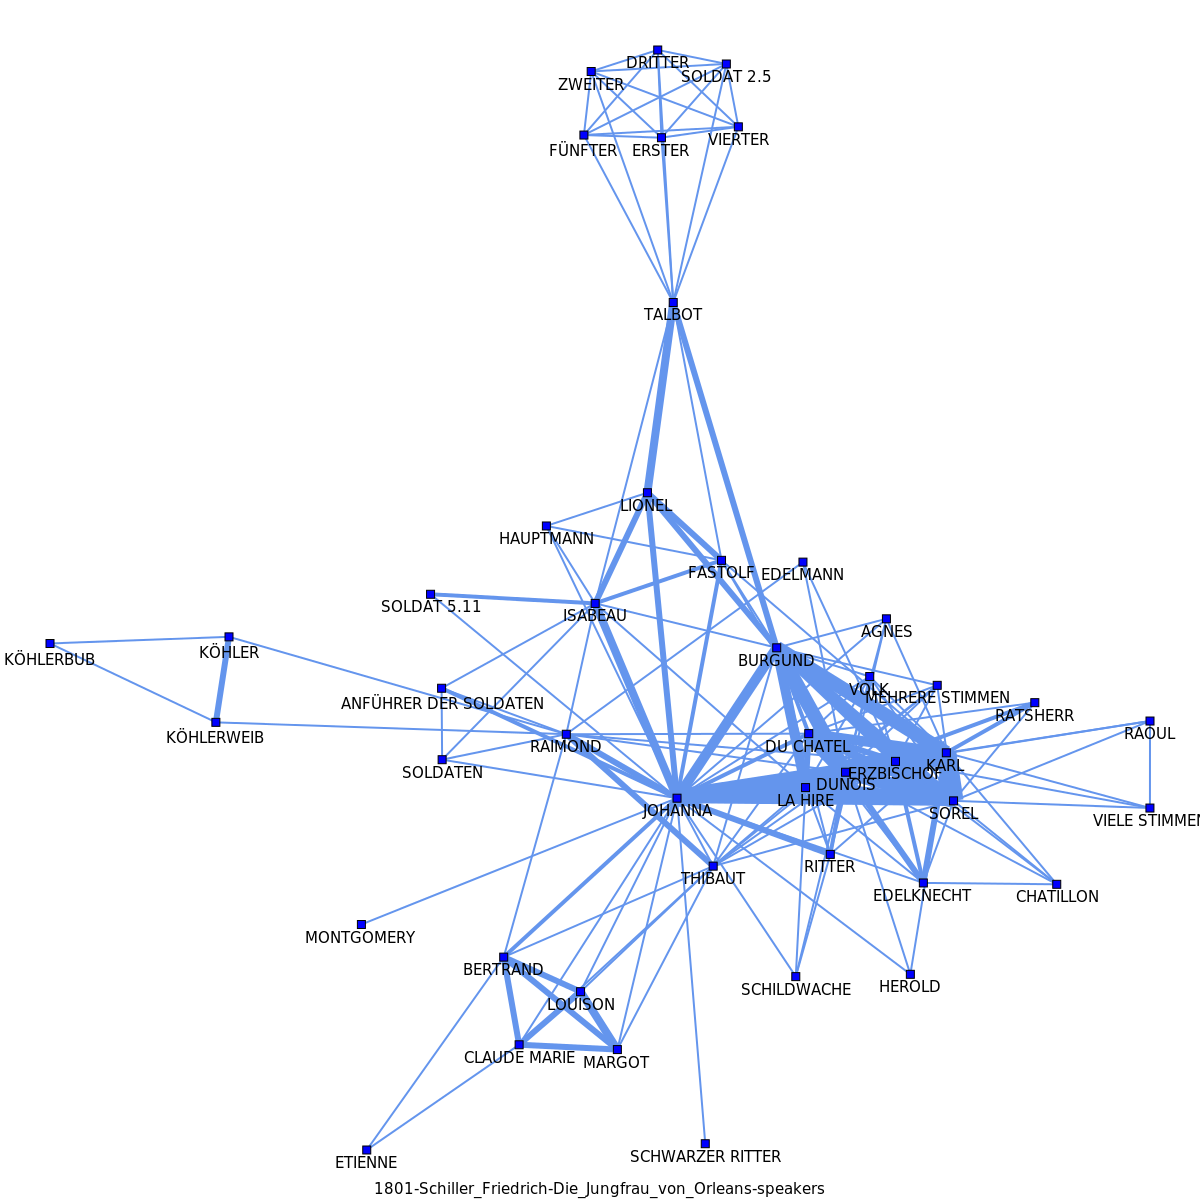 DRITTER
SOLDAT 2.5
ZWEITER
VIERTER
FÜNFTER
ERSTER
TALBOT
LIONEL
HAUPTMANN
FASTOLF
EDELMANN
SOLDAT 5.11
ISABEAU
AGNES
KÖHLERBUB
KÖHLER
BURGUND
VOLK
MEHRERE STIMMEN
ANFÜHRER DER SOLDATEN
RATSHERR
RAOUL
KÖHLERWEIB
RAIMOND
DU CHATEL
KARL
SOLDATEN
ERZBISCHOF
DUNOIS
LA HIRE
JOHANNA
SOREL
VIELE STIMMEN
THIBAUT
RITTER
EDELKNECHT
CHATILLON
MONTGOMERY
BERTRAND
SCHILDWACHE
HEROLD
LOUISON
CLAUDE MARIE
MARGOT
ETIENNE
SCHWARZER RITTER
1801-Schiller_Friedrich-Die_Jungfrau_von_Orleans-speakers